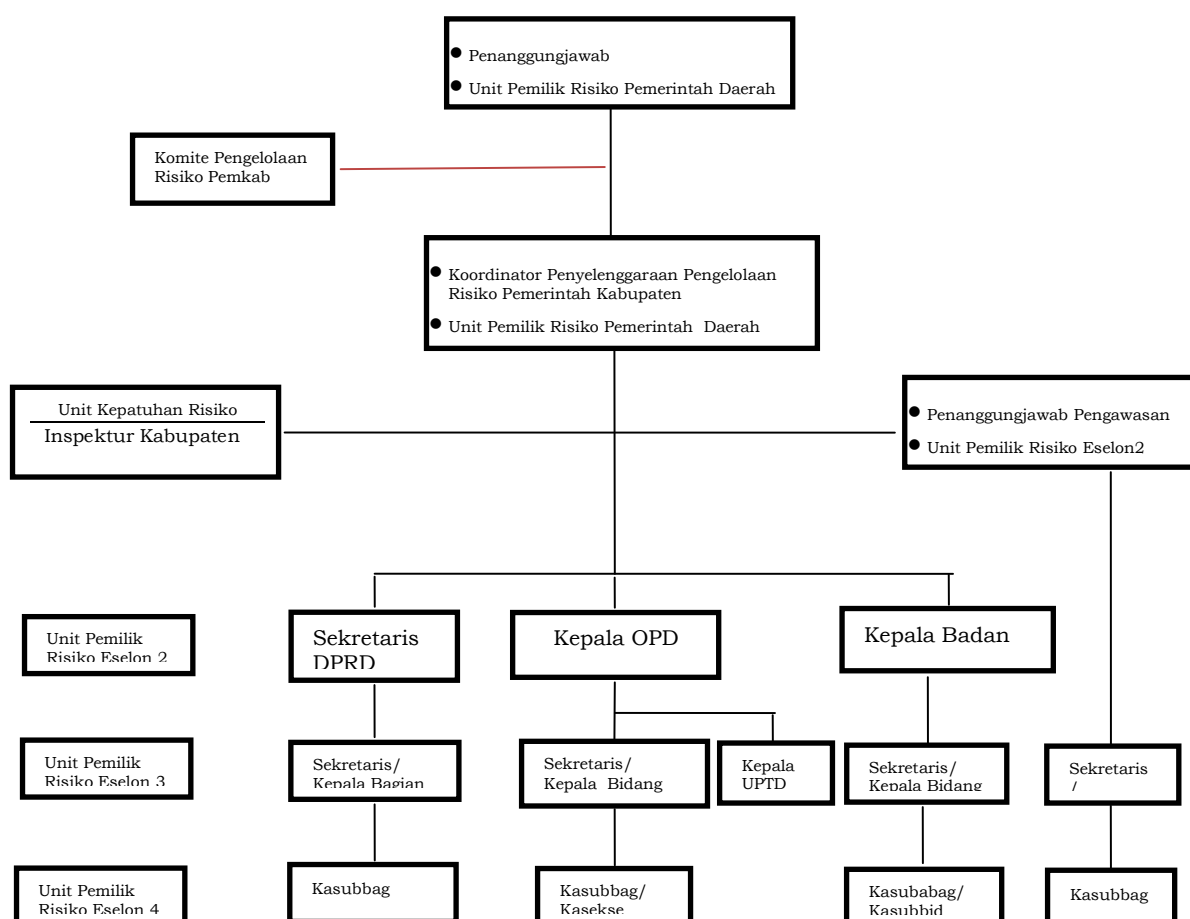 Penanggungjawab
Unit Pemilik Risiko Pemerintah Daerah
Komite Pengelolaan
Risiko Pemkab
Koordinator Penyelenggaraan Pengelolaan
Risiko Pemerintah Kabupaten
Unit Pemilik Risiko Pemerintah Daerah
Unit Kepatuhan Risiko
Inspektur Kabupaten
Penanggungjawab Pengawasan
Unit Pemilik Risiko Eselon2
Unit Pemilik
Risiko Eselon 2
Sekretaris
DPRD
Kepala OPD
Kepala Badan
Unit Pemilik
Risiko Eselon 3
Sekretaris/
Kepala Bagian
Sekretaris/
Kepala Bidang
Kepala
UPTD
Sekretaris/
Kepala Bidang
Sekretaris
/
Unit Pemilik
Risiko Eselon 4
Kasubbag
Kasubbag/
Kasekse
Kasubabag/
Kasubbid
Kasubbag